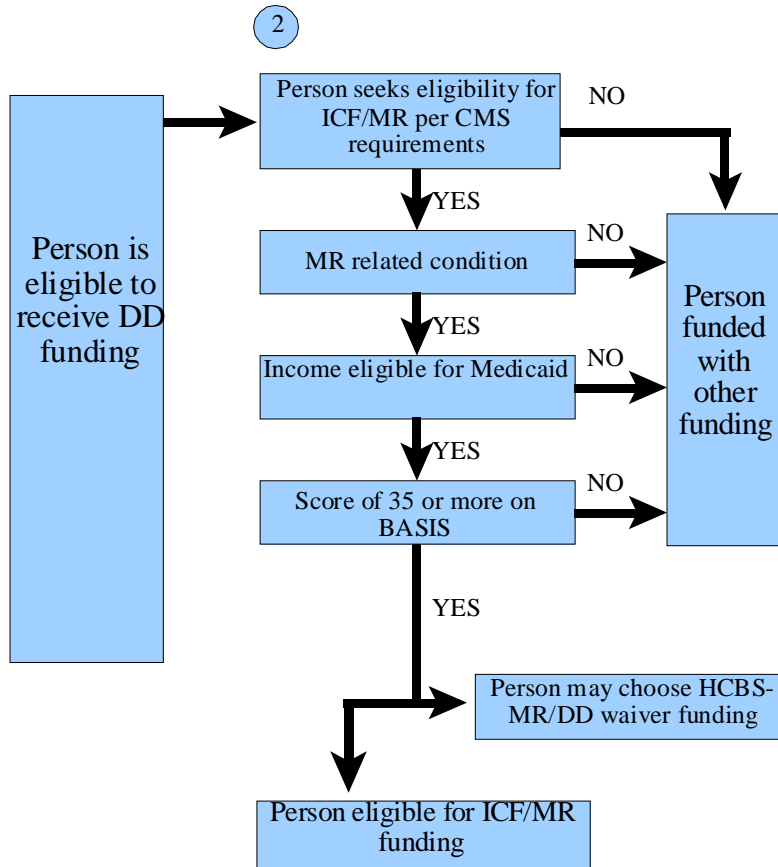 2
Person is
eligible to
receive DD
funding
Person seeks eligibility for
ICF/MR per CMS
requirements
NO
YES
MR related condition
NO
YES
Income eligible for Medicaid
NO
YES
Score of 35 or more on
BASIS
NO
YES
Person
funded
with
other
funding
Person may choose HCBS-
MR/DD waiver funding
Person eligible for ICF/MR
funding